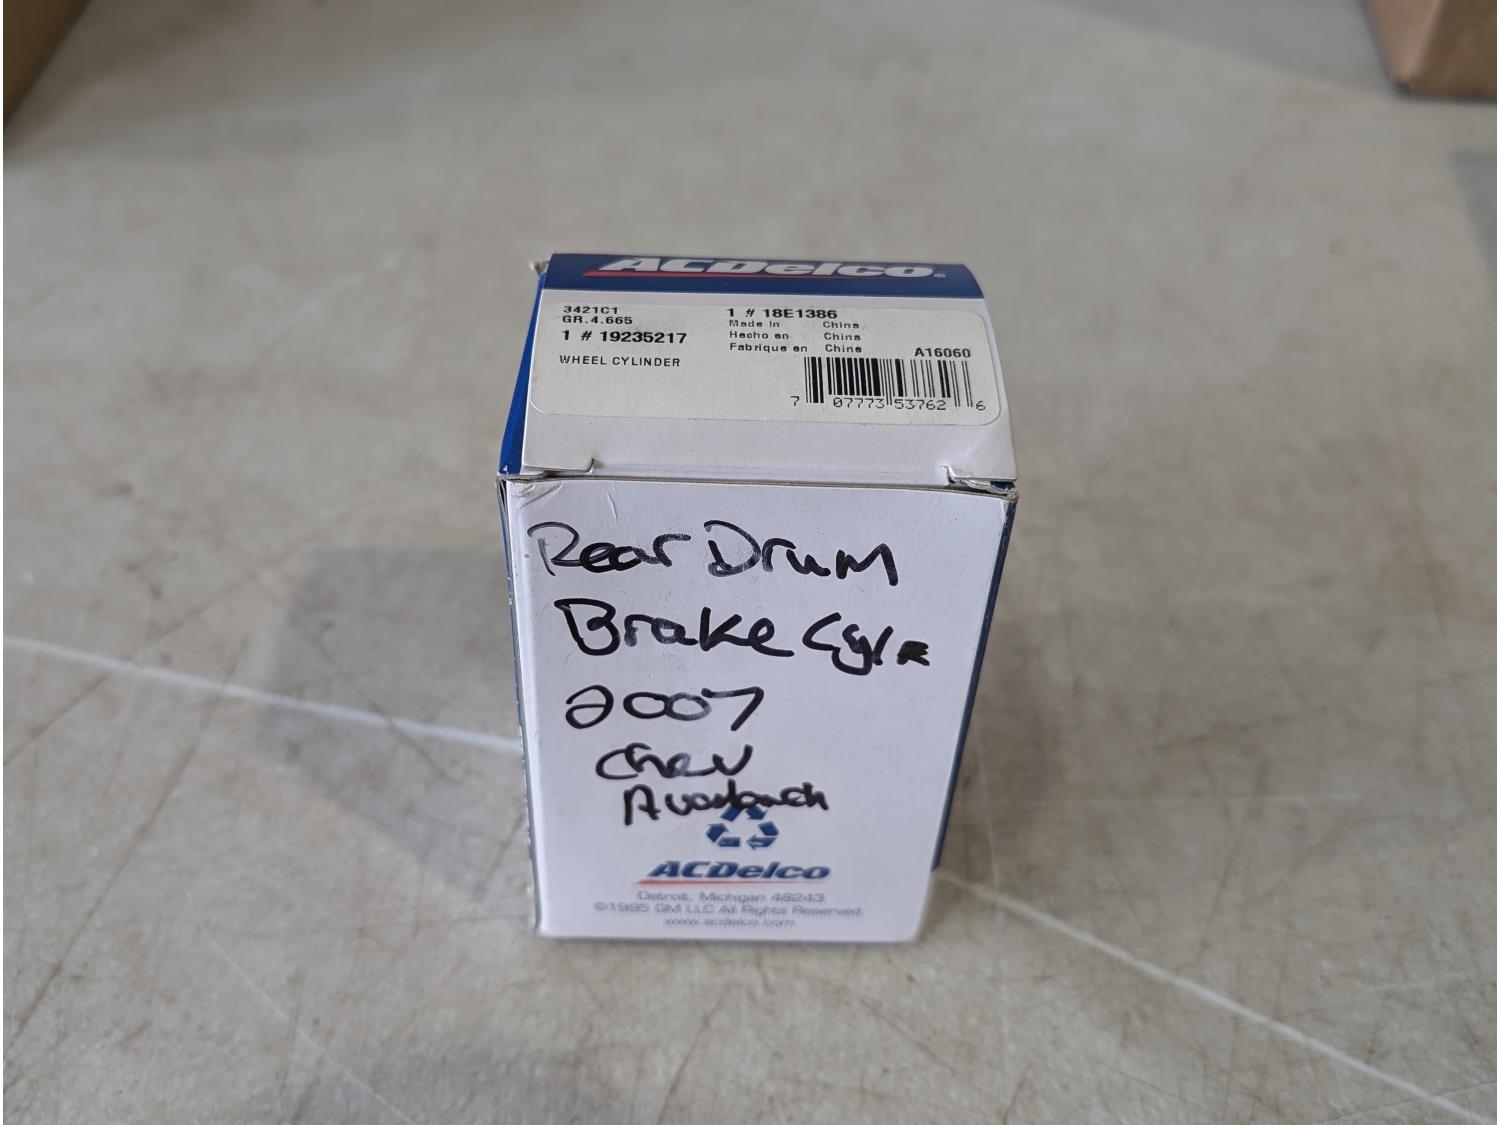 ACDelco®
3421C1
GR.4.665
1 # 19235217
WHEEL CYLINDER
1 # 18E1386
Made in China
Hecho en China
Fabrique en China
A16060
7 07773 53762 6
Rear Drum
Brake
2007
Chev
ACDelco
Detroit, Michigan 48243
©1995 GM LLC All Rights Reserved.
www.acdelco.com